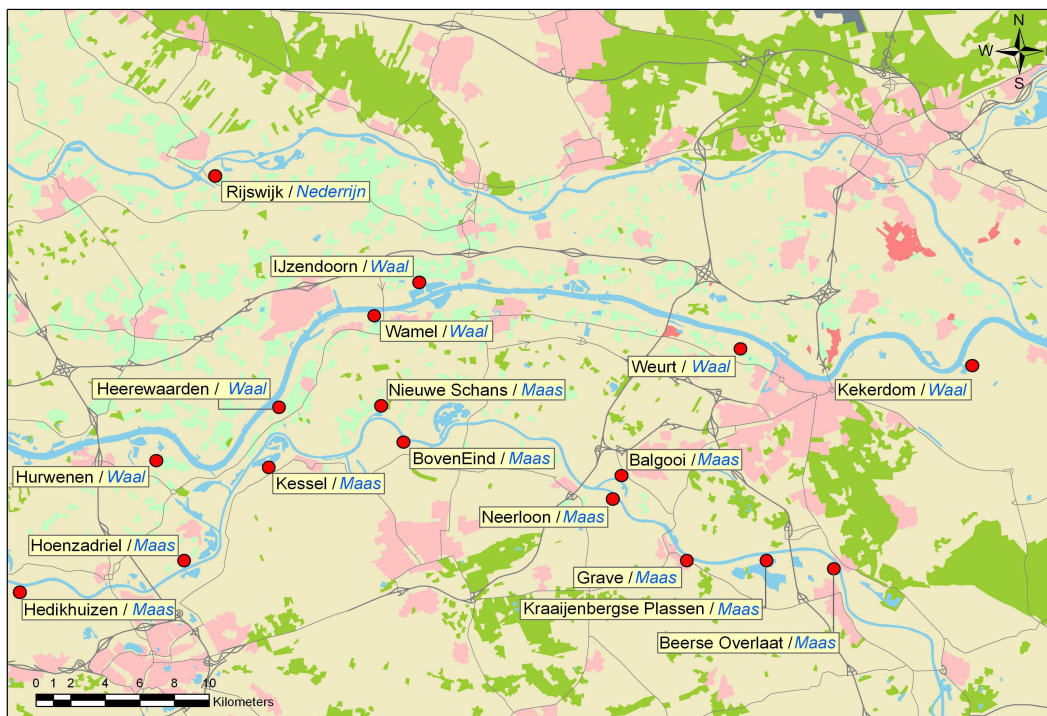 N
W
S
Rijswijk / Nederrijn
IJzendoorn / Waal
Wamel / Waal
Weurt / Waal
Heerewaarden / Waal
Nieuwe Schans / Maas
Kekerdom / Waal
BovenEind / Maas
Balgooi / Maas
Hurwenen / Waal
Kessel / Maas
Neerloon / Maas
Hoenzadriel / Maas
Grave / Maas
Hedikhuizen / Maas
Kraaijenbergse Plassen / Maas
Beerse Overlaat / Maas
0 1 2 4 6 8 10
Kilometers